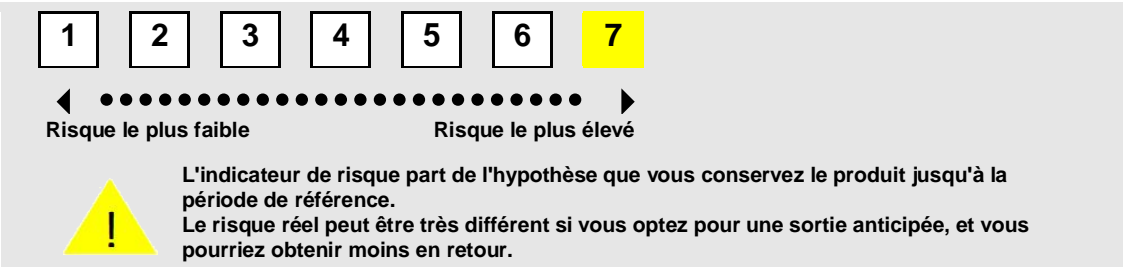 1 2 3 4 5 6 7
Risque le plus faible Risque le plus élevé
L'indicateur de risque part de l'hypothèse que vous conservez le produit jusqu'à la
période de référence.
Le risque réel peut être très différent si vous optez pour une sortie anticipée, et vous
pourriez obtenir moins en retour.
!